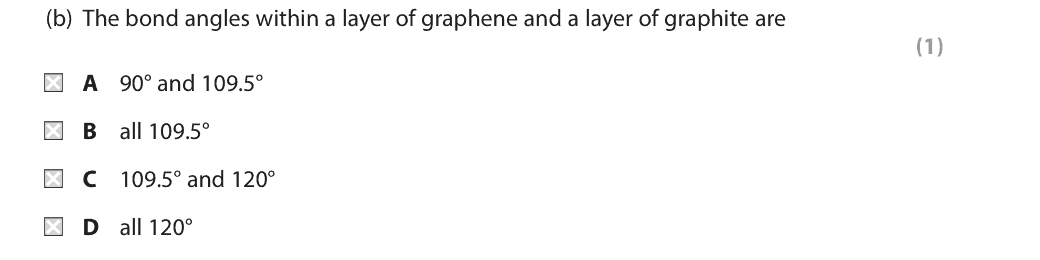 (b) The bond angles within a layer of graphene and a layer of graphite are
(1)
A 90° and 109.5°
B all 109.5°
C 109.5° and 120°
D all 120°